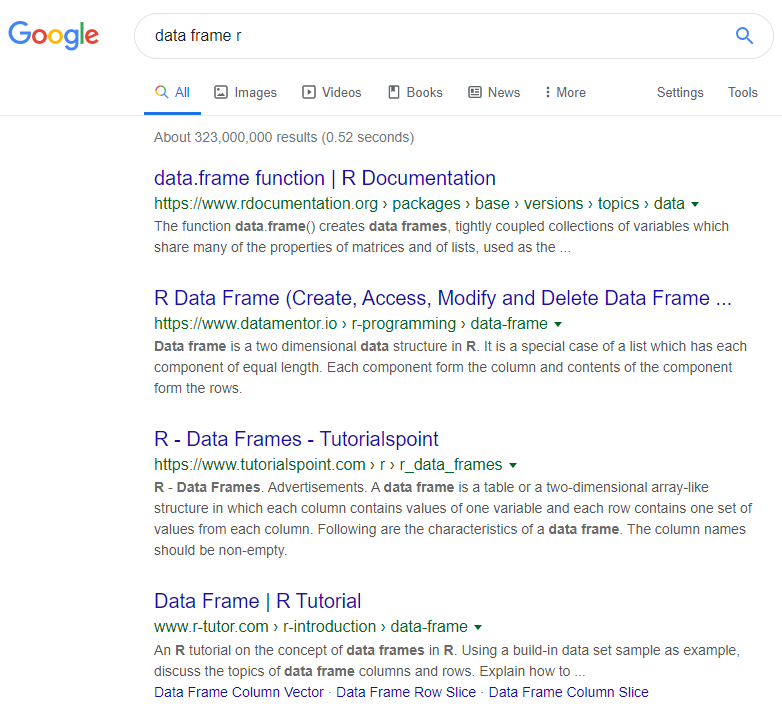 Google
data frame r
All Images Videos Books News More Settings Tools
About 323,000,000 results (0.52 seconds)
data.frame function | R Documentation
https://www.rdocumentation.org › packages › base › versions › topics › data
The function data.frame() creates data frames, tightly coupled collections of variables which
share many of the properties of matrices and of lists, used as the ...
R Data Frame (Create, Access, Modify and Delete Data Frame ...
https://www.datamentor.io › r-programming › data-frame
Data frame is a two dimensional data structure in R. It is a special case of a list which has each
component of equal length. Each component form the column and contents of the component
form the rows.
R - Data Frames - Tutorialspoint
https://www.tutorialspoint.com › r › r_data_frames
R - Data Frames. Advertisements. A data frame is a table or a two-dimensional array-like
structure in which each column contains values of one variable and each row contains one set of
values from each column. Following are the characteristics of a data frame. The column names
should be non-empty.
Data Frame | R Tutorial
www.r-tutor.com › r-introduction › data-frame
An R tutorial on the concept of data frames in R. Using a build-in data set sample as example,
discuss the topics of data frame columns and rows. Explain how to ...
Data Frame Column Vector · Data Frame Row Slice · Data Frame Column Slice